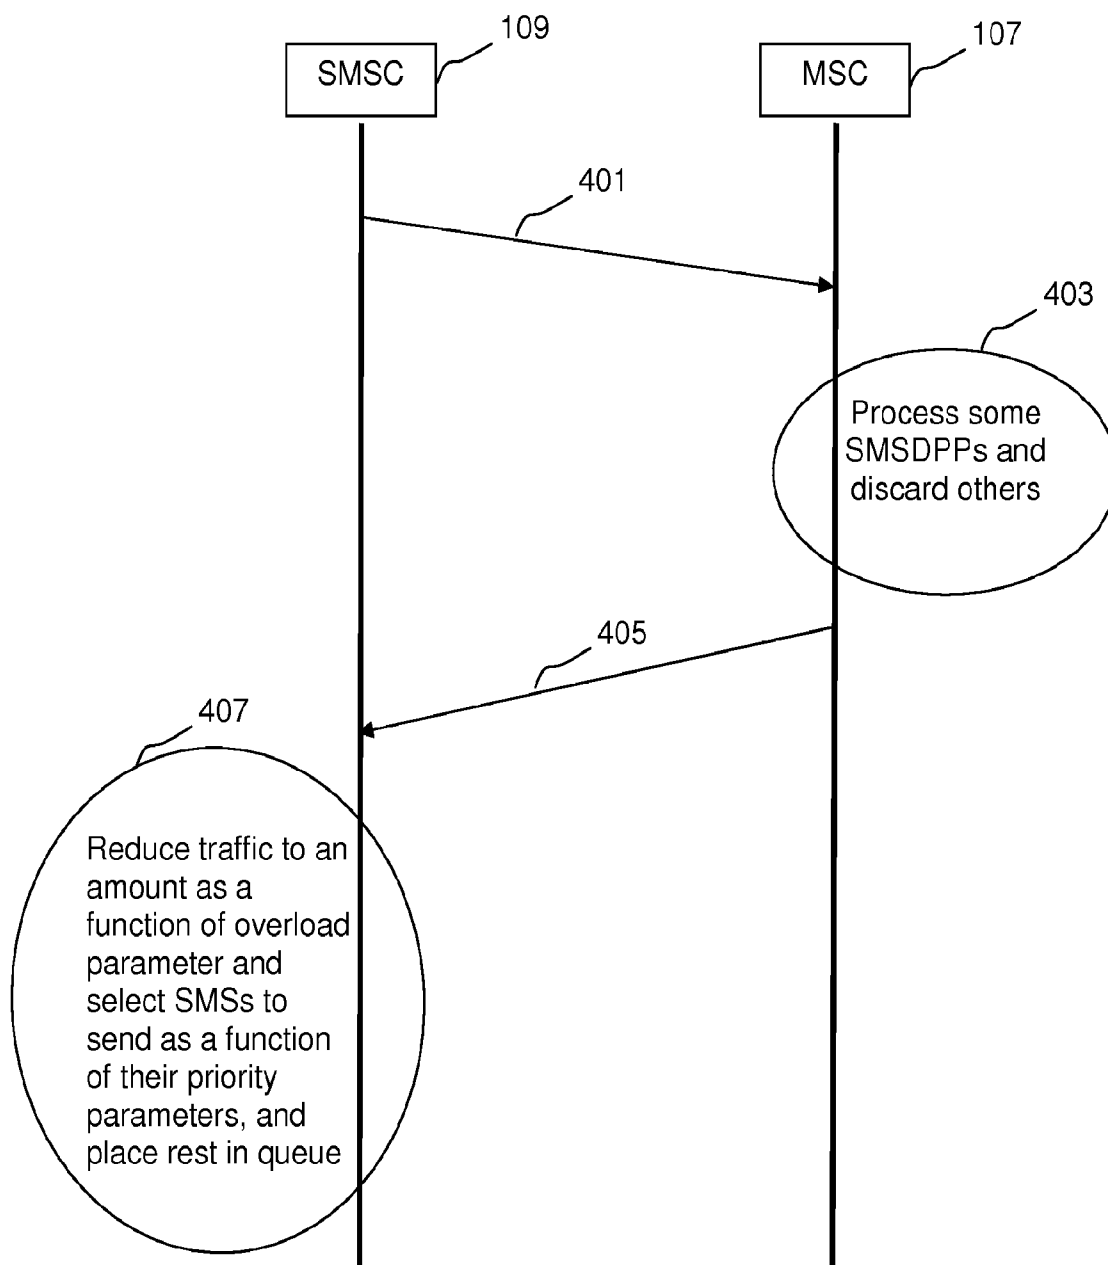 109
107
SMSC
MSC
401
403
Process some
SMSDPPs and
discard others
405
407
Reduce traffic to an
amount as a
function of overload
parameter and
select SMSs to
send as a function
of their priority
parameters, and
place rest in queue